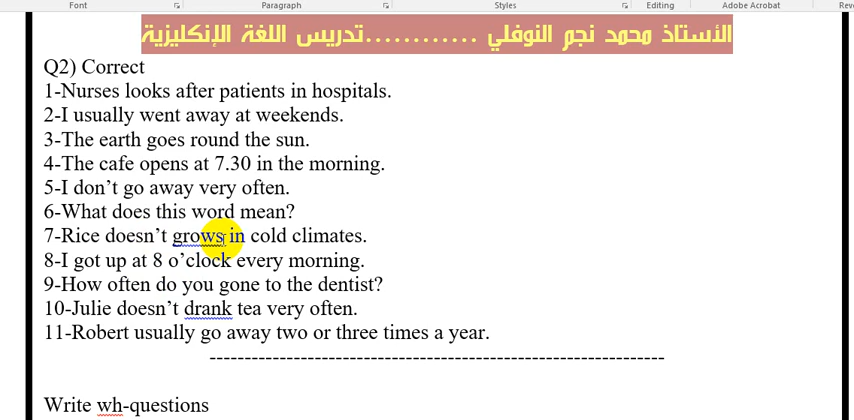 Font Paragraph Styles Editing Adobe Acrobat
الأستاذ محمد نجم النوفلي ............تدريس اللغة الإنكليزية
Q2) Correct
1-Nurses looks after patients in hospitals.
2-I usually went away at weekends.
3-The earth goes round the sun.
4-The cafe opens at 7.30 in the morning.
5-I don’t go away very often.
6-What does this word mean?
7-Rice doesn’t grows in cold climates.
8-I got up at 8 o’clock every morning.
9-How often do you gone to the dentist?
10-Julie doesn’t drank tea very often.
11-Robert usually go away two or three times a year.
-----------------------------------------------------------------
Write wh-questions